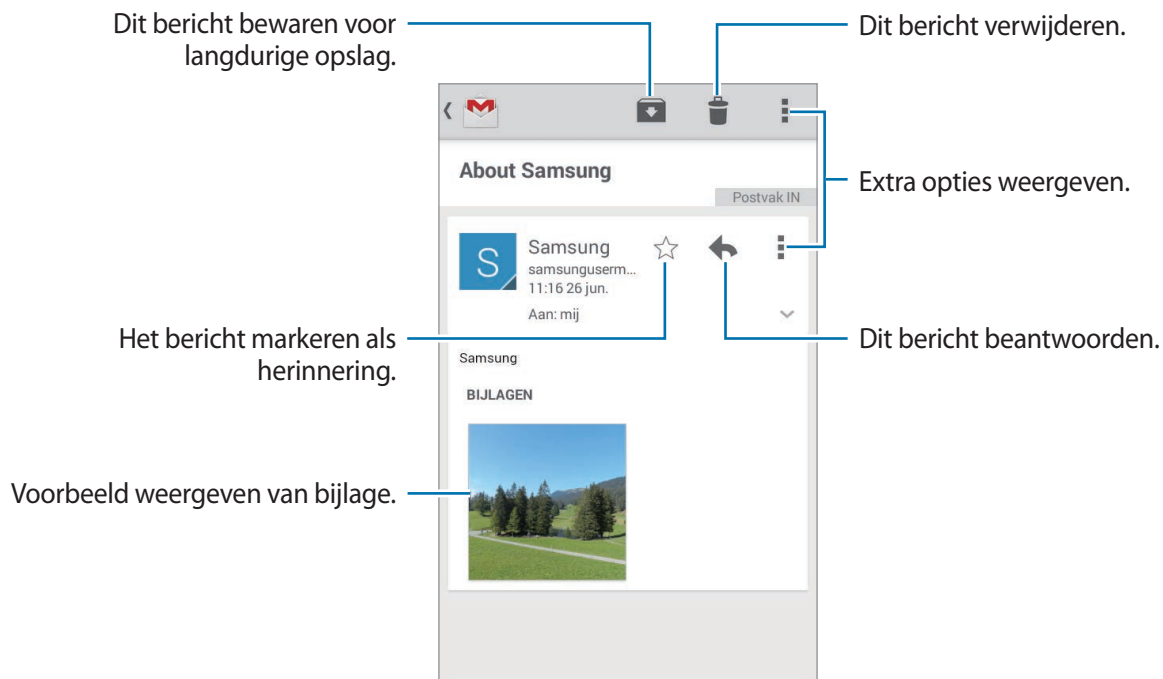 Dit bericht bewaren voor
langdurige opslag.
Dit bericht verwijderen.
About Samsung
Postvak IN
Extra opties weergeven.
S
Samsung
samsunguserm...
11:16 26 jun.
Aan: mij
Het bericht markeren als
herinnering.
Dit bericht beantwoorden.
Samsung
BIJLAGEN
Voorbeeld weergeven van bijlage.